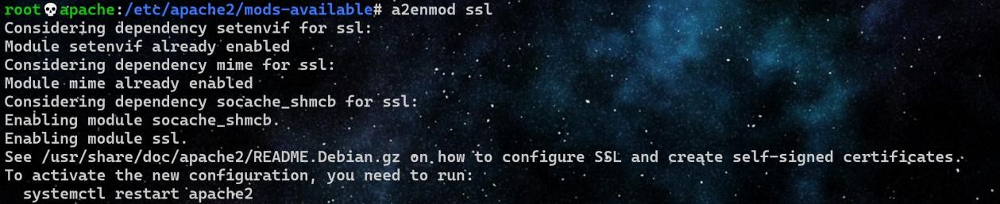 root💀apache:/etc/apache2/mods-available# a2enmod ssl
Considering dependency setenvif for ssl:
Module setenvif already enabled
Considering dependency mime for ssl:
Module mime already enabled
Considering dependency socache_shmcb for ssl:
Enabling module socache_shmcb.
Enabling module ssl.
See /usr/share/doc/apache2/README.Debian.gz on how to configure SSL and create self-signed certificates.
To activate the new configuration, you need to run:
  systemctl restart apache2